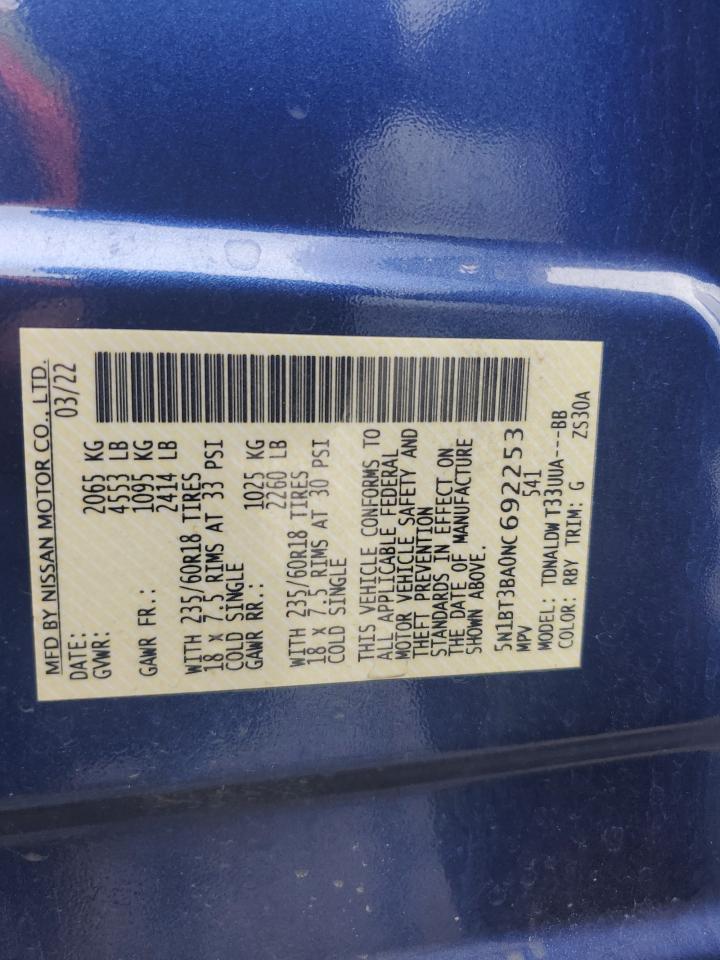 MFD BY NISSAN MOTOR CO., LTD.
DATE: 03/22
GVWR: 2065 KG
4553 LB
GAWR FR.: 1095 KG
2414 LB
WITH 235/60R18 TIRES
18 X 7.5 RIMS AT 33 PSI
COLD SINGLE
GAWR RR.: 1025 KG
2260 LB
WITH 235/60R18 TIRES
18 X 7.5 RIMS AT 30 PSI
COLD SINGLE
THIS VEHICLE CONFORMS TO
ALL APPLICABLE FEDERAL
MOTOR VEHICLE SAFETY AND
THEFT PREVENTION
STANDARDS IN EFFECT ON
THE DATE OF MANUFACTURE
SHOWN ABOVE.
5N1BT3BA0NC692253
MPV 541
MODEL: TDNALDW T33UUA---BB
COLOR: RBY TRIM: G ZS30A